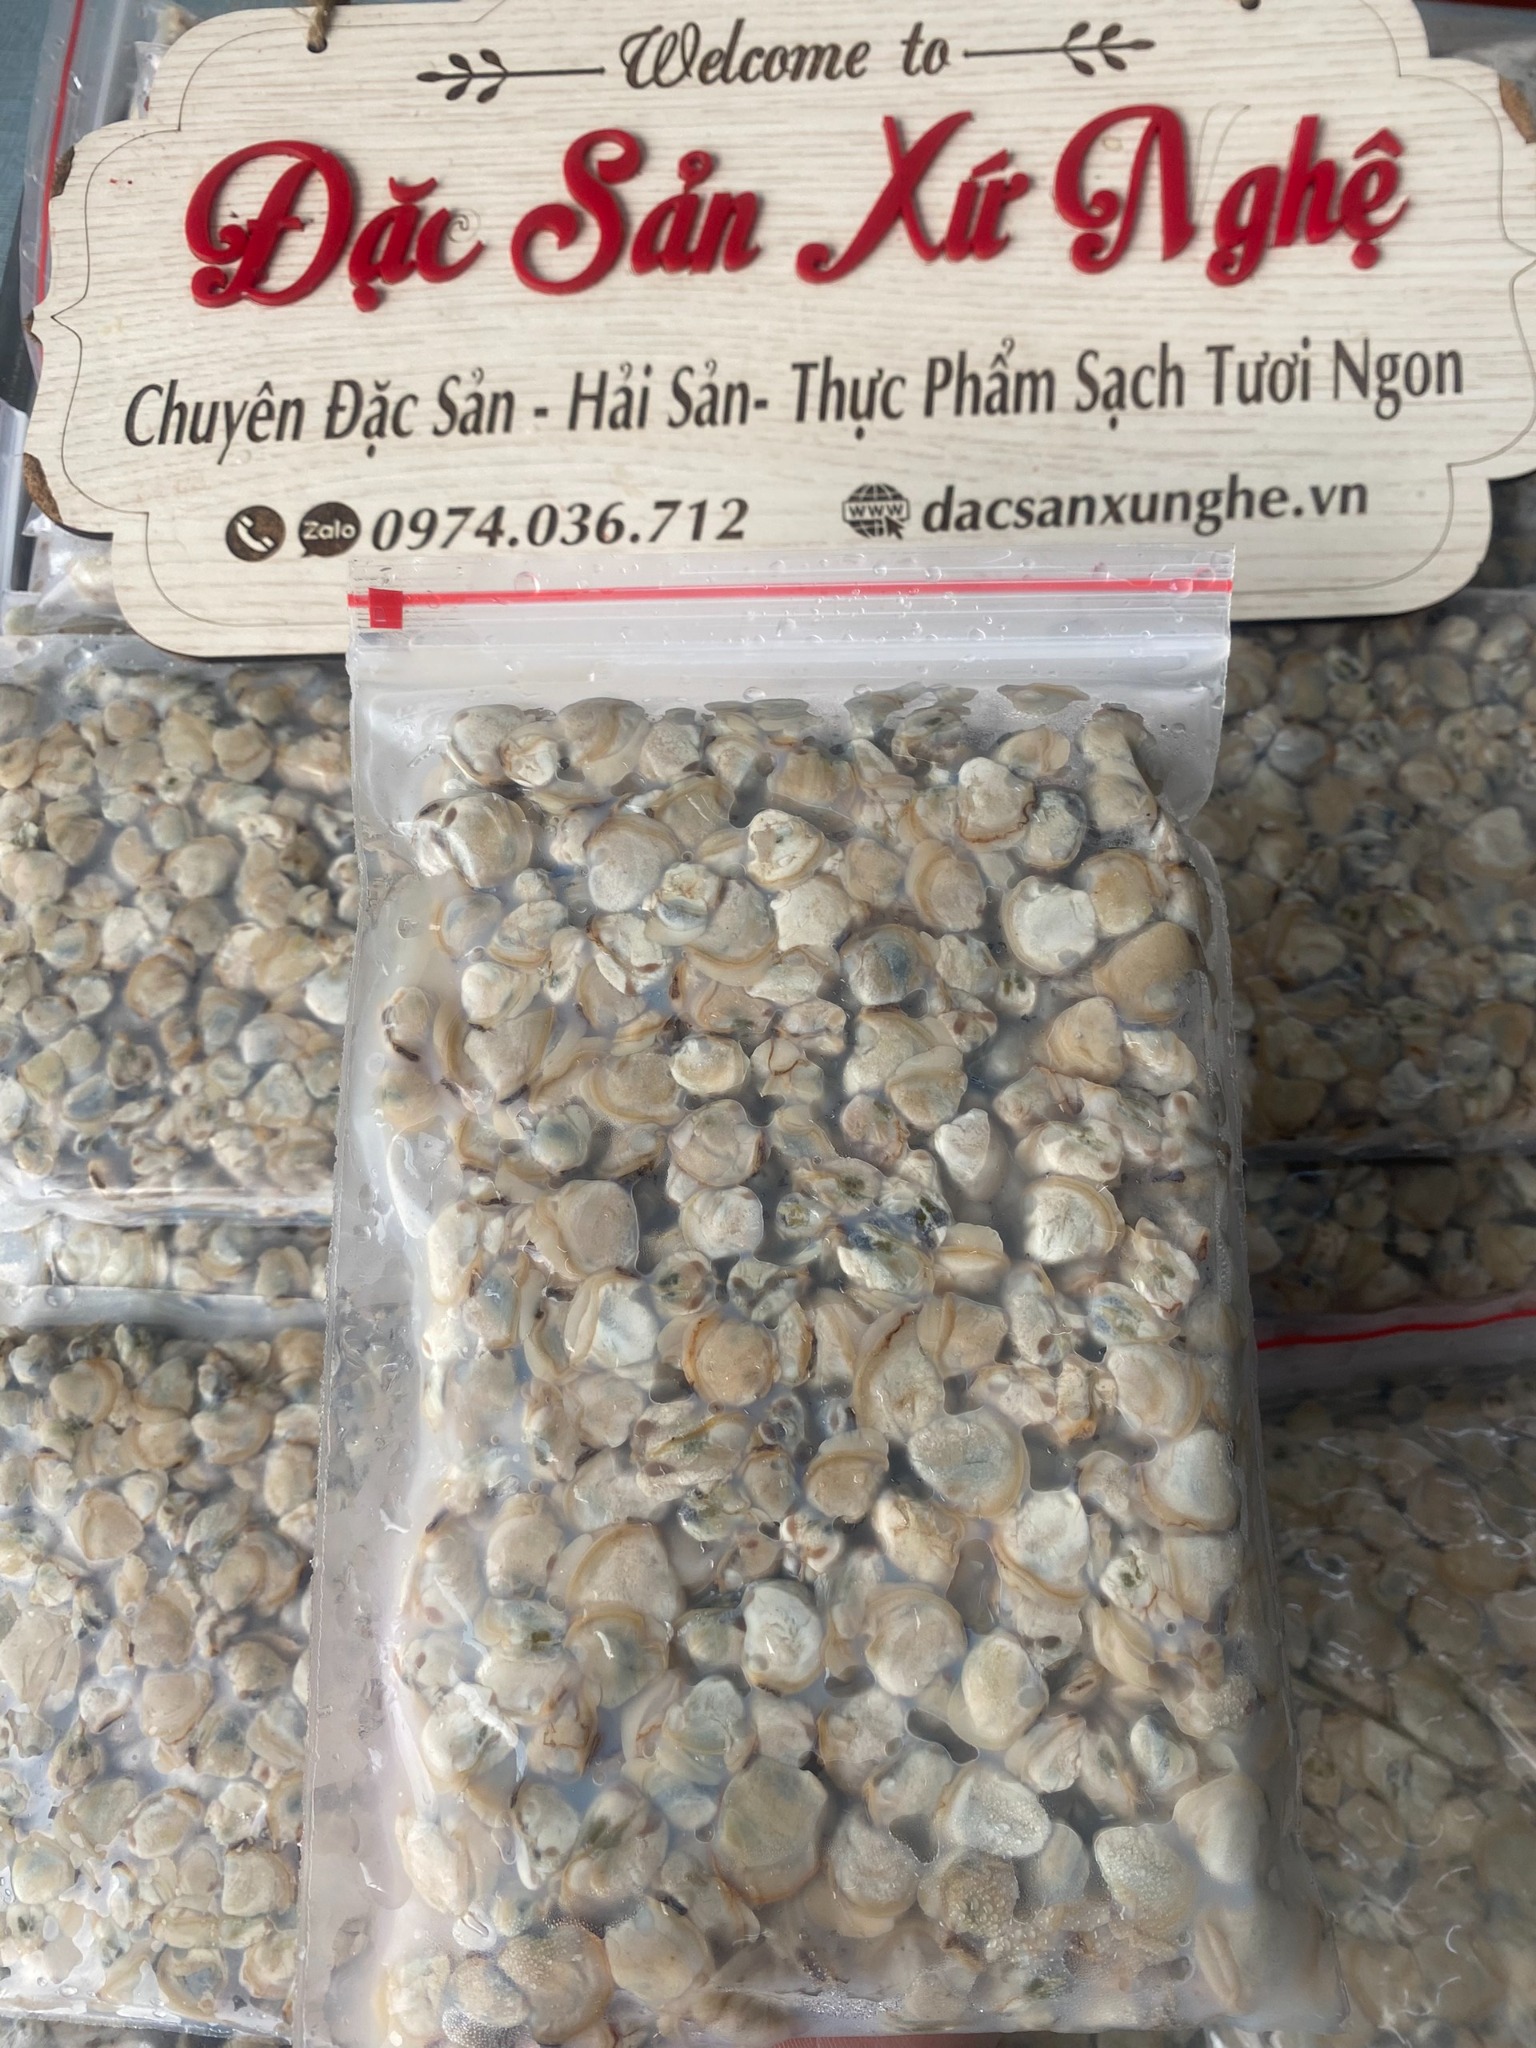 Welcome to
Đặc Sản Xứ Nghệ
Chuyên Đặc Sản - Hải Sản- Thực Phẩm Sạch Tươi Ngon
Zalo 0974.036.712 www dacsanxunghe.vn